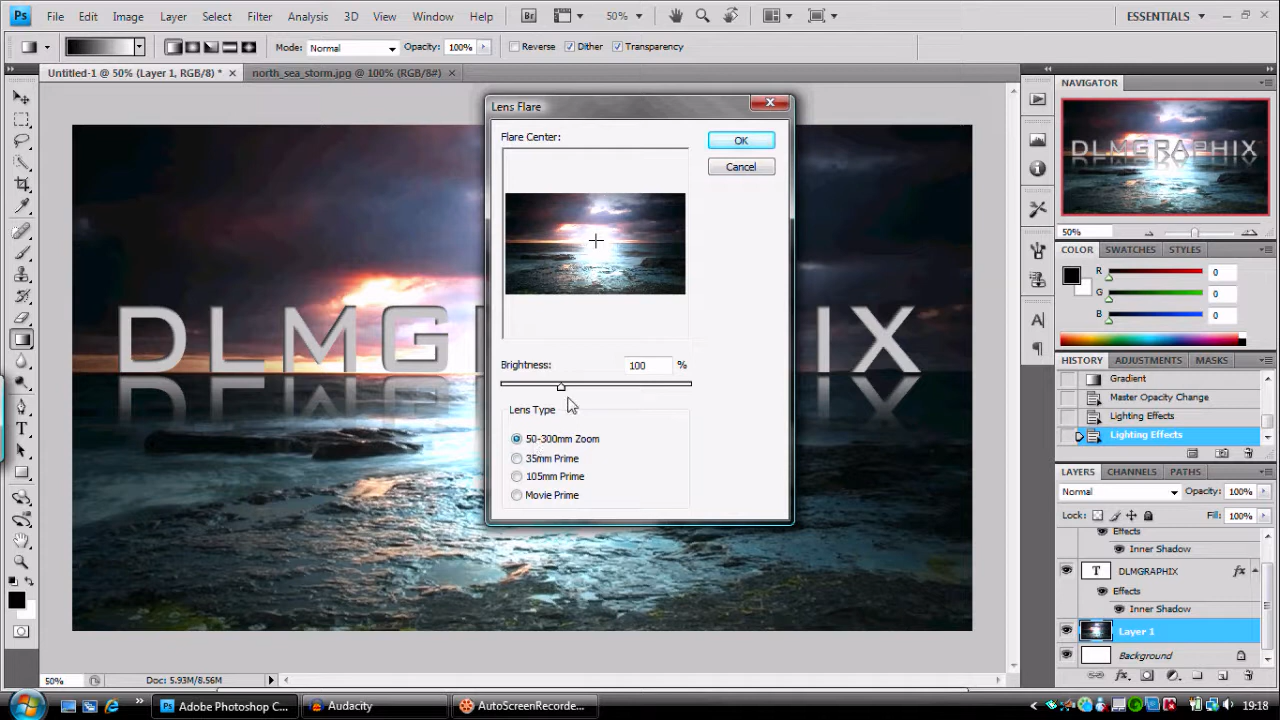 Ps File Edit Image Layer Select Filter Analysis 3D View Window Help Br 50% ESSENTIALS
Mode: Normal Opacity: 100% Reverse Dither Transparency
Untitled-1 @ 50% (Layer 1, RGB/8) * north_sea_storm.jpg @ 100% (RGB/8#)
NAVIGATOR
DLMGRAPHIX
50%
COLOR SWATCHES STYLES
R 0
G 0
B 0
HISTORY ADJUSTMENTS MASKS
Gradient
Master Opacity Change
Lighting Effects
Lighting Effects
LAYERS CHANNELS PATHS
Normal Opacity: 100%
Lock: Fill: 100%
Effects
Inner Shadow
T DLMGRAPHIX fx
Effects
Inner Shadow
Layer 1
Background
Lens Flare
Flare Center:
OK
Cancel
Brightness: 100 %
Lens Type
50-300mm Zoom
35mm Prime
105mm Prime
Movie Prime
DLMG HIX
50% Doc: 5.93M/8.56M
Ps Adobe Photoshop C... Audacity AutoScreenRecorde... 19:18